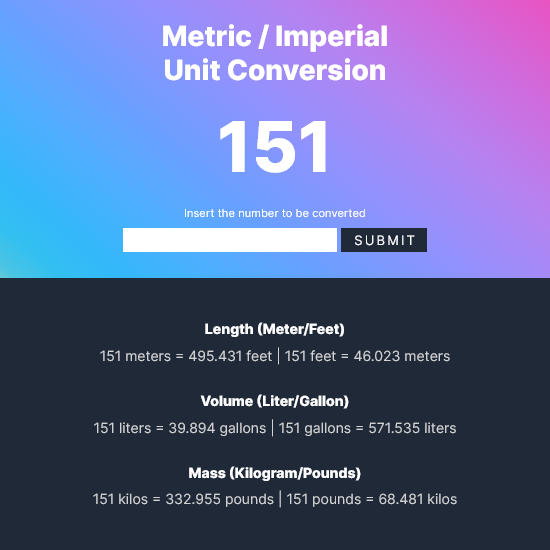 Metric / Imperial
Unit Conversion
151
Insert the number to be converted
SUBMIT
Length (Meter/Feet)
151 meters = 495.431 feet | 151 feet = 46.023 meters
Volume (Liter/Gallon)
151 liters = 39.894 gallons | 151 gallons = 571.535 liters
Mass (Kilogram/Pounds)
151 kilos = 332.955 pounds | 151 pounds = 68.481 kilos